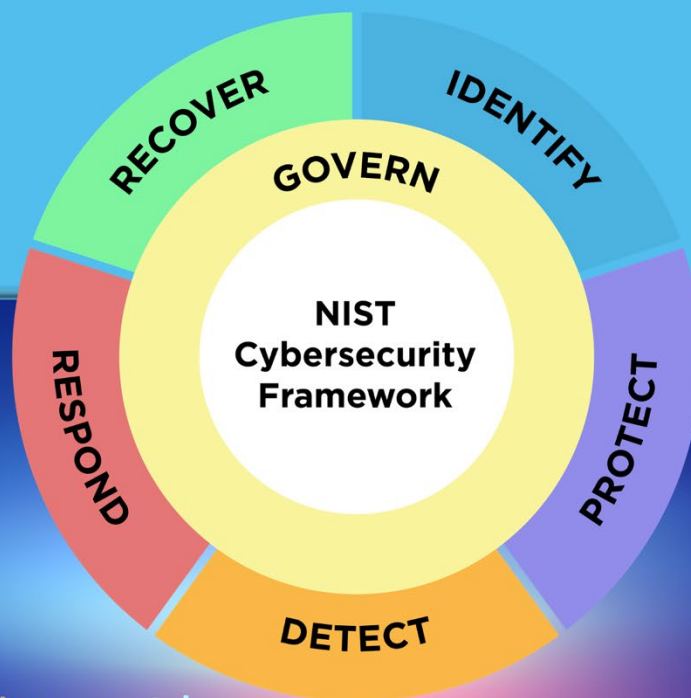 NIST
Cybersecurity
Framework
GOVERN
IDENTIFY
PROTECT
DETECT
RESPOND
RECOVER